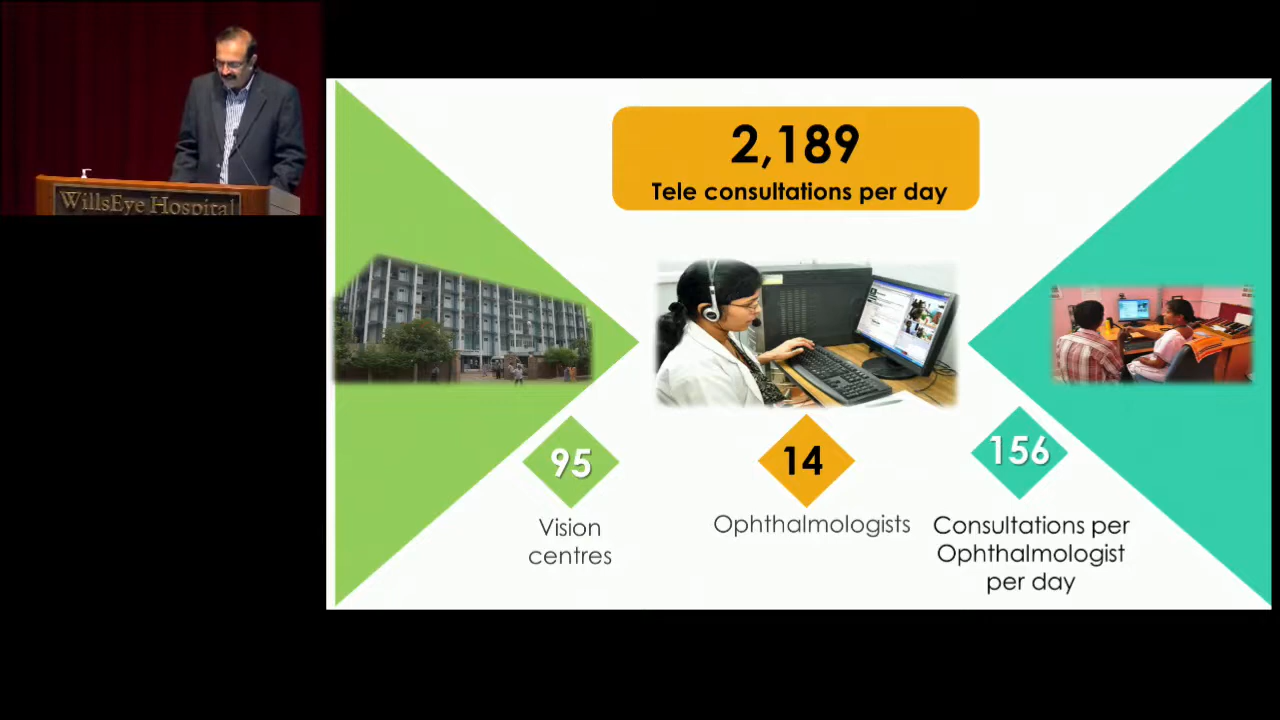 WillsEye Hospital
2,189
Tele consultations per day
95
Vision
centres
14
Ophthalmologists
156
Consultations per
Ophthalmologist
per day